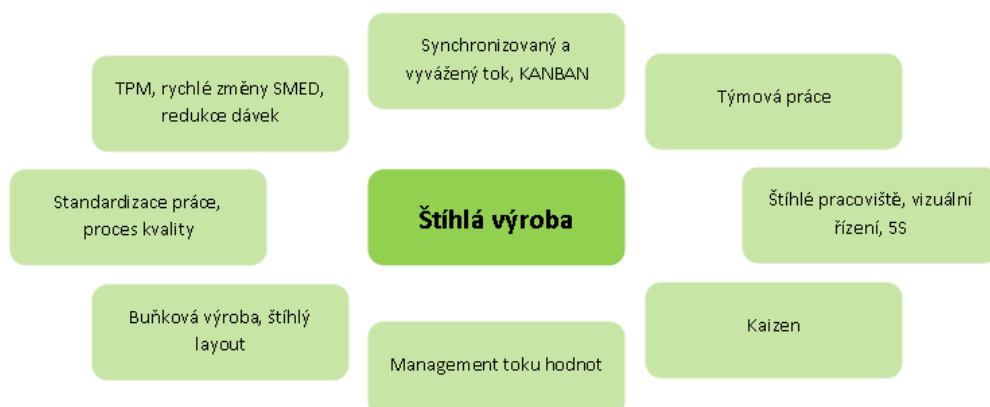 Synchronizovaný a
vyvážený tok, KANBAN
TPM, rychlé změny SMED,
redukce dávek
Týmová práce
Standardizace práce,
proces kvality
Štíhlá výroba
Štíhlé pracoviště, vizuální
řízení, 5S
Buňková výroba, štíhlý
layout
Management toku hodnot
Kaizen